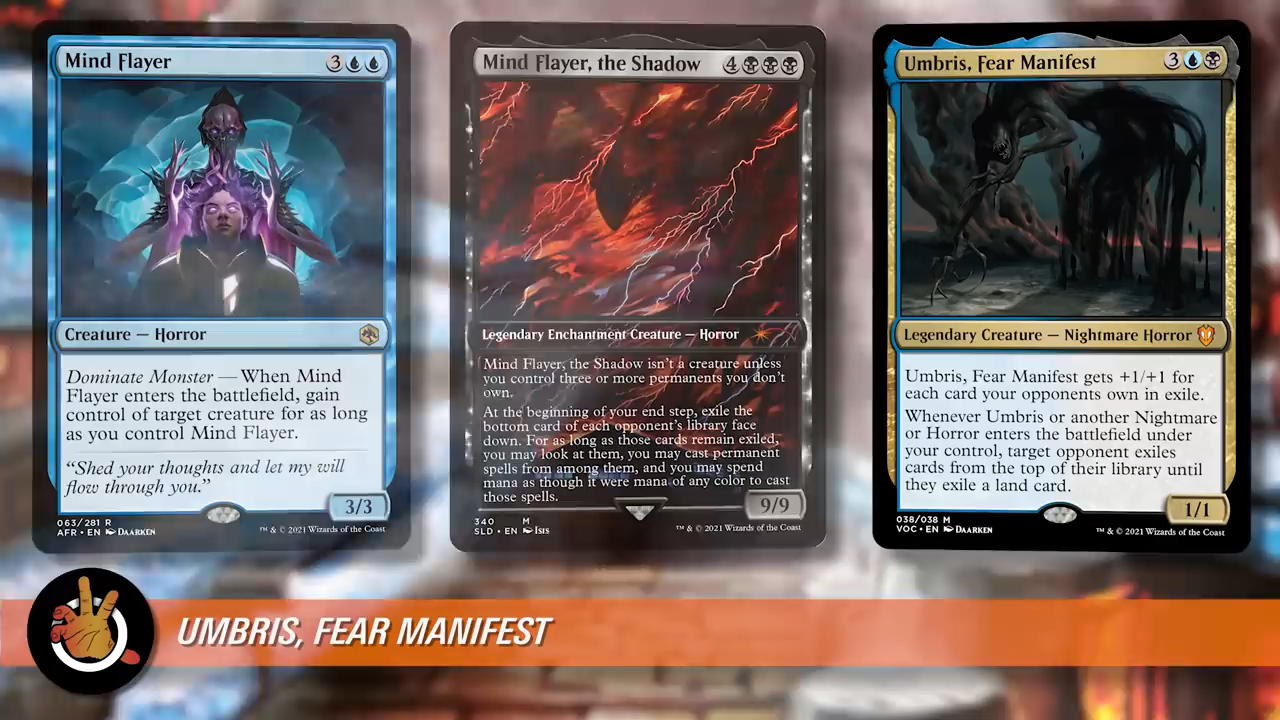 Mind Flayer 3
Creature — Horror
Dominate Monster — When Mind
Flayer enters the battlefield, gain
control of target creature for as long
as you control Mind Flayer.
“Shed your thoughts and let my will
flow through you.”
3/3
063/281 R
AFR • EN DAARKEN
™ & © 2021 Wizards of the Coast
Mind Flayer, the Shadow 4
Legendary Enchantment Creature — Horror
Mind Flayer, the Shadow isn’t a creature unless
you control three or more permanents you don’t
own.
At the beginning of your end step, exile the
bottom card of each opponent’s library face
down. For as long as those cards remain exiled,
you may look at them, you may cast permanent
spells from among them, and you may spend
mana as though it were mana of any color to cast
those spells.
9/9
340 M
SLD • EN ISIS
™ & © 2021 Wizards of the Coast
Umbris, Fear Manifest 3
Legendary Creature — Nightmare Horror
Umbris, Fear Manifest gets +1/+1 for
each card your opponents own in exile.
Whenever Umbris or another Nightmare
or Horror enters the battlefield under
your control, target opponent exiles
cards from the top of their library until
they exile a land card.
1/1
038/038 M
VOC • EN DAARKEN
™ & © 2021 Wizards of the Coast
UMBRIS, FEAR MANIFEST